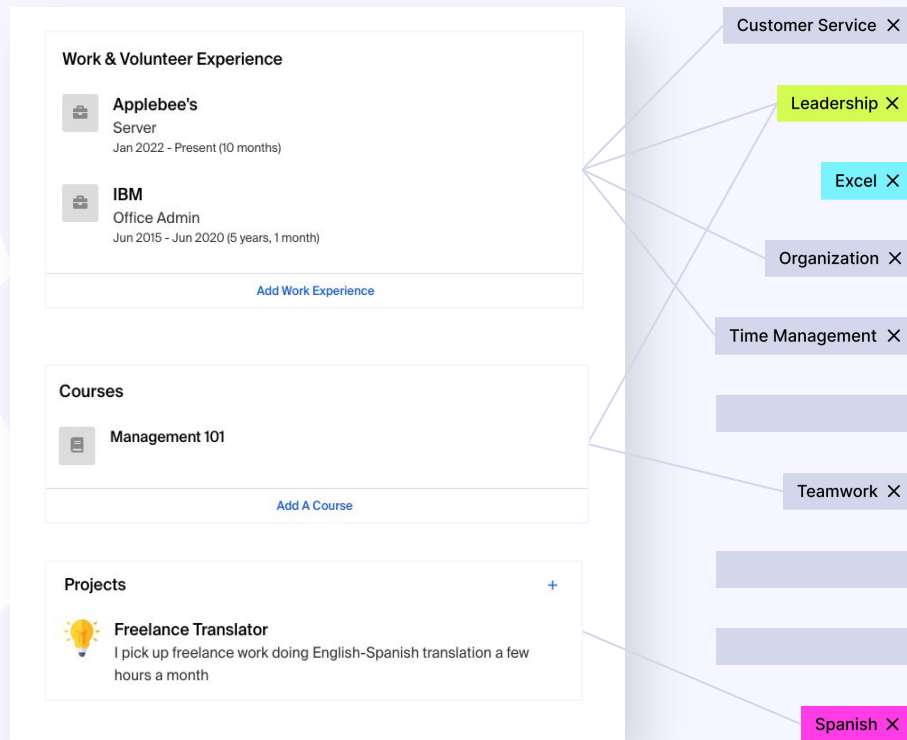 Work & Volunteer Experience
Applebee's
Server
Jan 2022 - Present (10 months)
IBM
Office Admin
Jun 2015 - Jun 2020 (5 years, 1 month)
Add Work Experience
Courses
Management 101
Add A Course
Projects
+
Freelance Translator
I pick up freelance work doing English-Spanish translation a few
hours a month
Customer Service ✕
Leadership ✕
Excel ✕
Organization ✕
Time Management ✕
Teamwork ✕
Spanish ✕